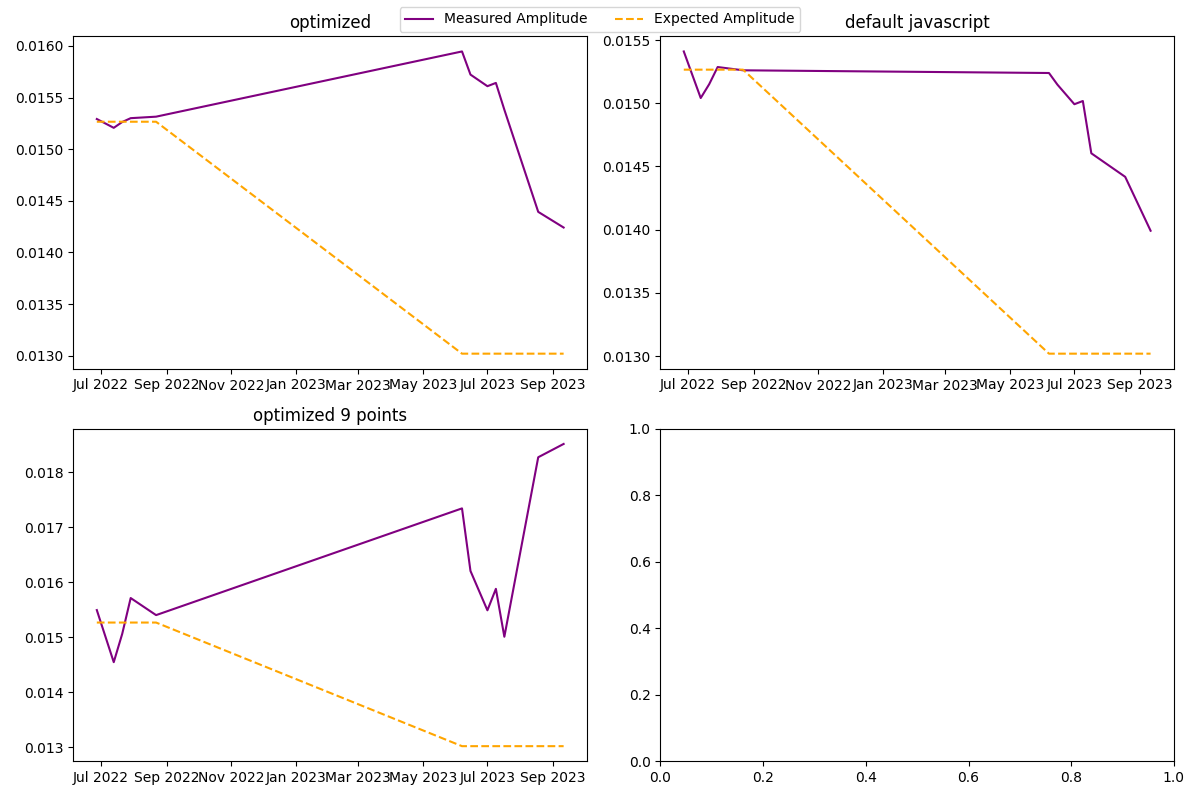 Measured Amplitude
Expected Amplitude
optimized
0.0160
0.0155
0.0150
0.0145
0.0140
0.0135
0.0130
Jul 2022 Sep 2022 Nov 2022 Jan 2023 Mar 2023 May 2023 Jul 2023 Sep 2023
default javascript
0.0155
0.0150
0.0145
0.0140
0.0135
0.0130
Jul 2022 Sep 2022 Nov 2022 Jan 2023 Mar 2023 May 2023 Jul 2023 Sep 2023
optimized 9 points
0.018
0.017
0.016
0.015
0.014
0.013
Jul 2022 Sep 2022 Nov 2022 Jan 2023 Mar 2023 May 2023 Jul 2023 Sep 2023
1.0
0.8
0.6
0.4
0.2
0.0
0.0 0.2 0.4 0.6 0.8 1.0